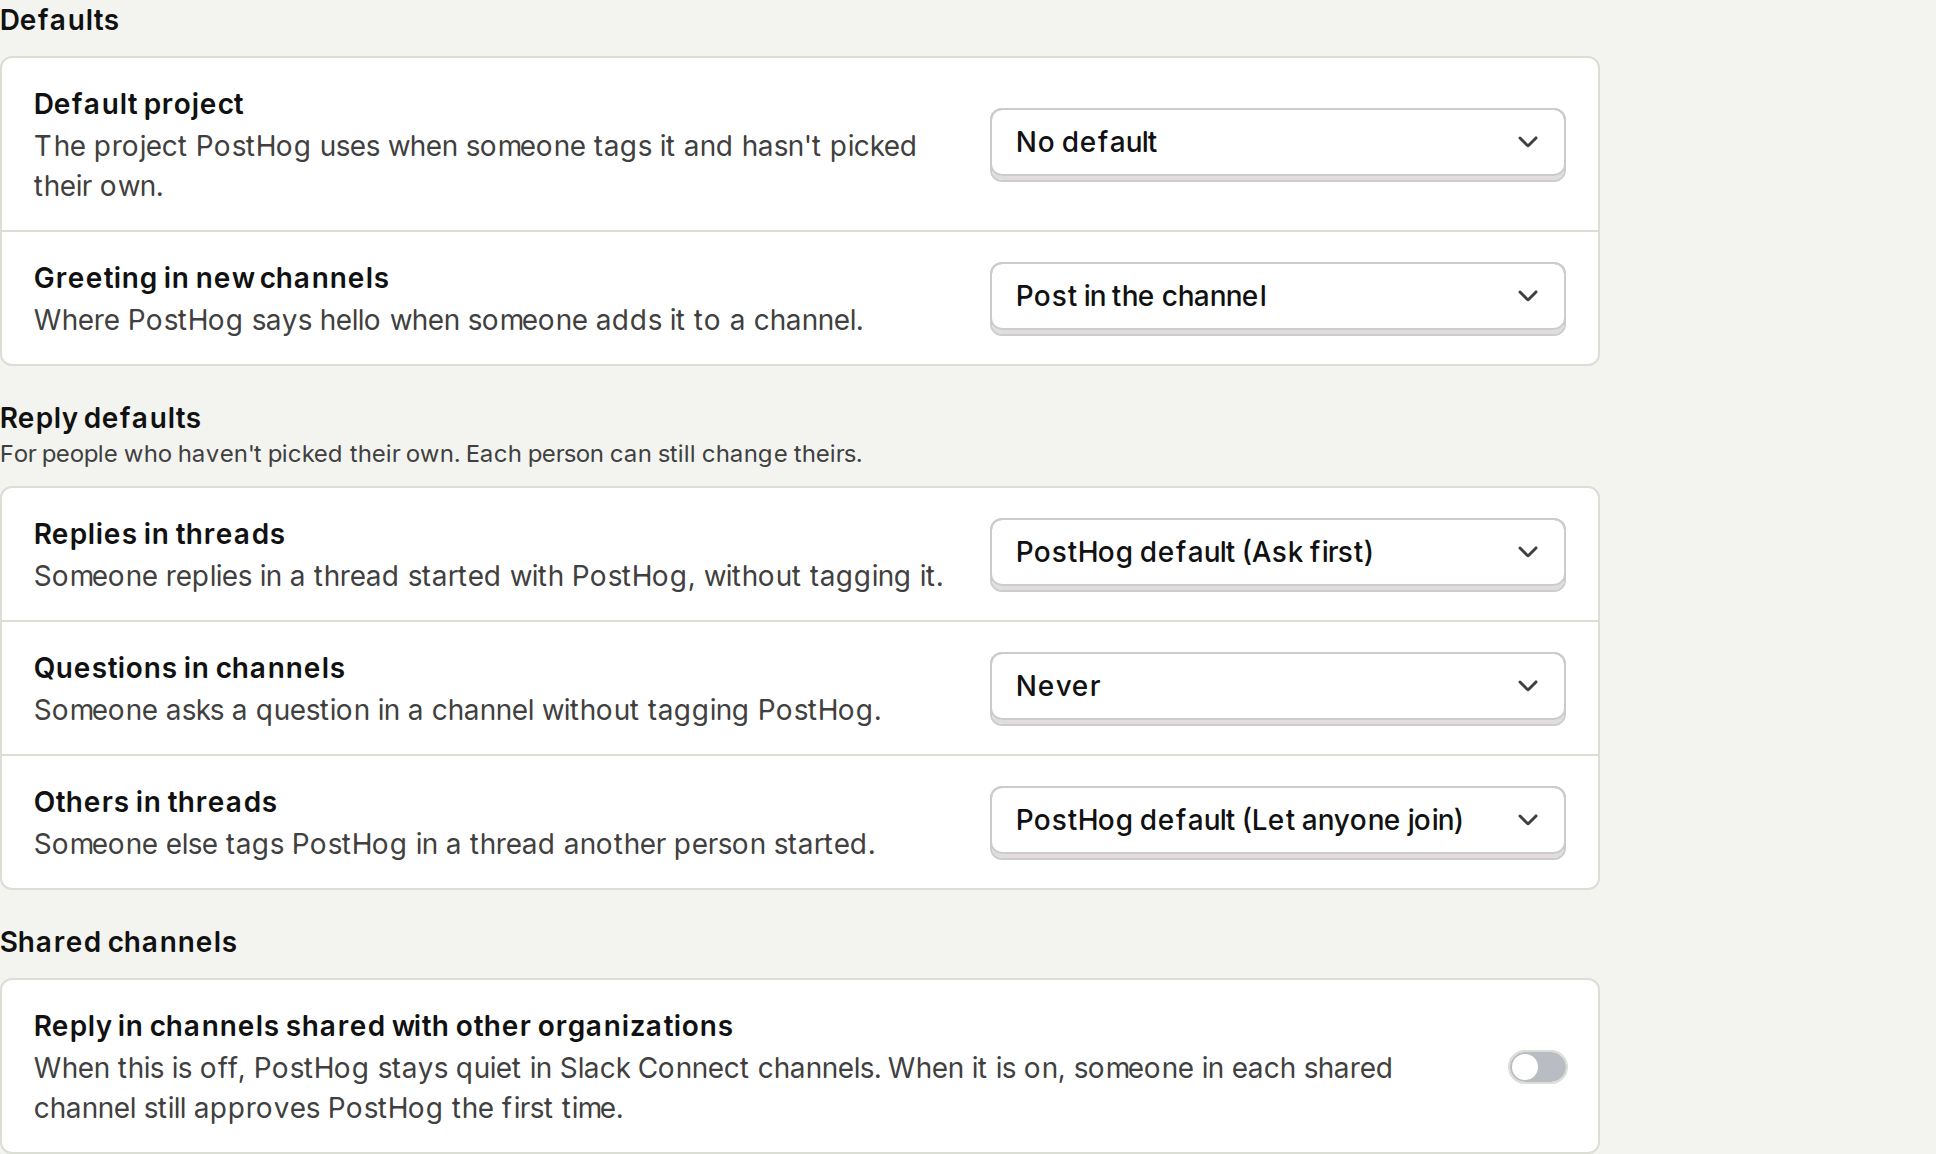 Defaults
Default project
The project PostHog uses when someone tags it and hasn't picked
their own.
No default
Greeting in new channels
Where PostHog says hello when someone adds it to a channel.
Post in the channel
Reply defaults
For people who haven't picked their own. Each person can still change theirs.
Replies in threads
Someone replies in a thread started with PostHog, without tagging it.
PostHog default (Ask first)
Questions in channels
Someone asks a question in a channel without tagging PostHog.
Never
Others in threads
Someone else tags PostHog in a thread another person started.
PostHog default (Let anyone join)
Shared channels
Reply in channels shared with other organizations
When this is off, PostHog stays quiet in Slack Connect channels. When it is on, someone in each shared
channel still approves PostHog the first time.